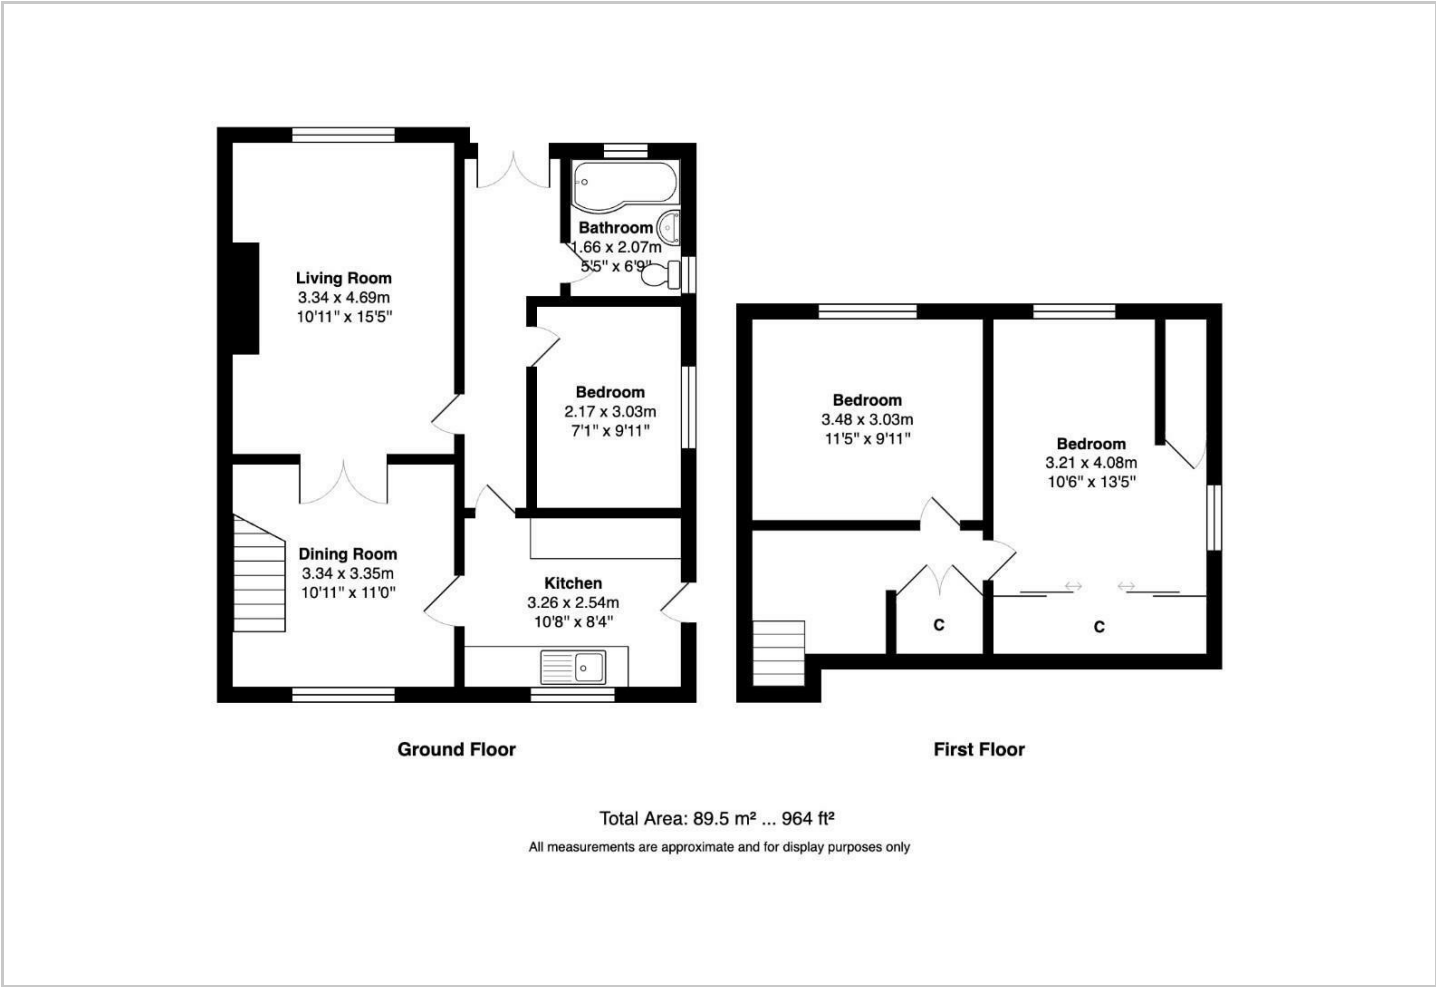 Living Room
3.34 x 4.69m
10'11" x 15'5"
Bathroom
1.66 x 2.07m
5'5" x 6'9"
Bedroom
2.17 x 3.03m
7'1" x 9'11"
Dining Room
3.34 x 3.35m
10'11" x 11'0"
Kitchen
3.26 x 2.54m
10'8" x 8'4"
Ground Floor
Bedroom
3.48 x 3.03m
11'5" x 9'11"
Bedroom
3.21 x 4.08m
10'6" x 13'5"
C
C
First Floor
Total Area: 89.5 m² ... 964 ft²
All measurements are approximate and for display purposes only